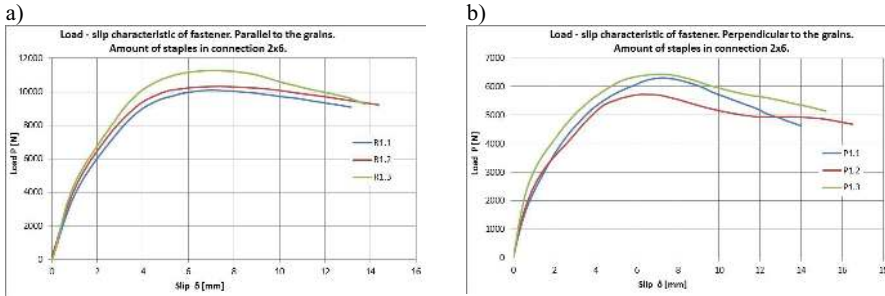 a)
Load - slip characteristic of fastener. Parallel to the grains.
Amount of staples in connection 2x6.
12000
10000
8000
6000
4000
2000
0
Load P [N]
R1.1
R1.2
R1.3
0 2 4 6 8 10 12 14 16
Slip δ [mm]
b)
Load - slip characteristic of fastener. Perpendicular to the grains.
Amount of staples in connection 2x6.
7000
6000
5000
4000
3000
2000
1000
0
Load P [N]
P1.1
P1.2
P1.3
0 2 4 6 8 10 12 14 16 18
Slip δ [mm]